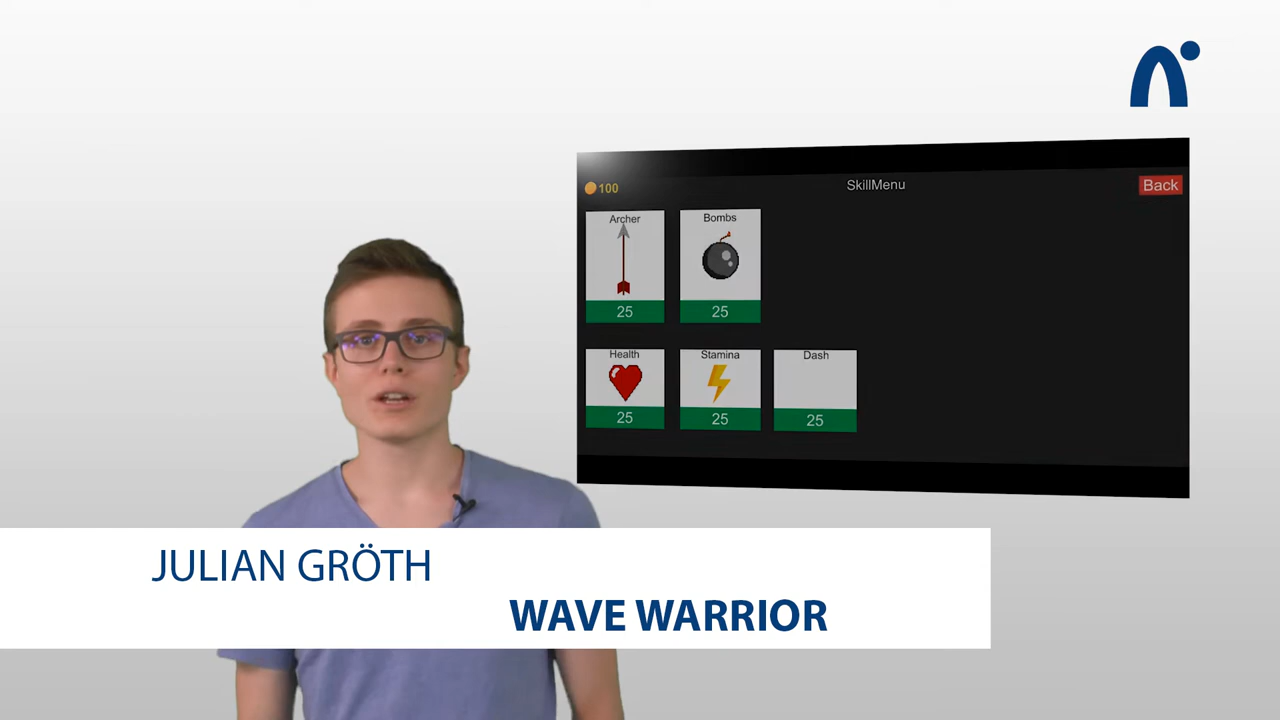 100
SkillMenu
Back
Archer
Bombs
25
25
Health
Stamina
Dash
25
25
25
JULIAN GRÖTH
WAVE WARRIOR